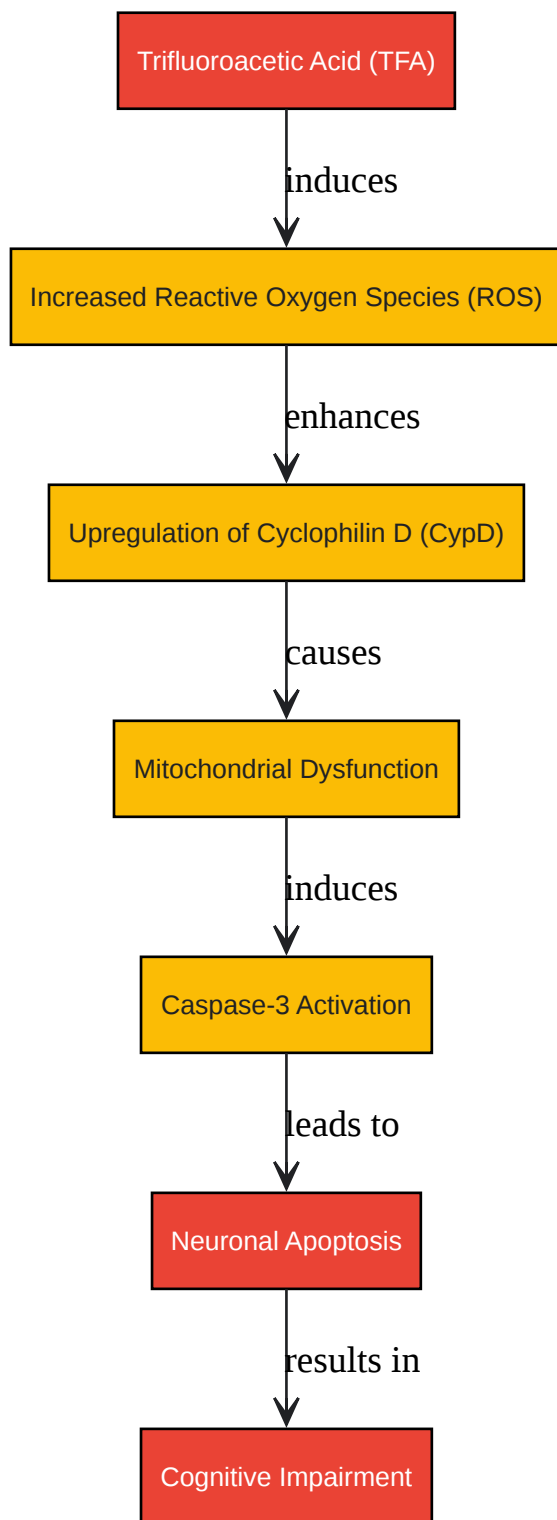 Trifluoroacetic Acid (TFA)
induces
Increased Reactive Oxygen Species (ROS)
enhances
Upregulation of Cyclophilin D (CypD)
causes
Mitochondrial Dysfunction
induces
Caspase-3 Activation
leads to
Neuronal Apoptosis
results in
Cognitive Impairment